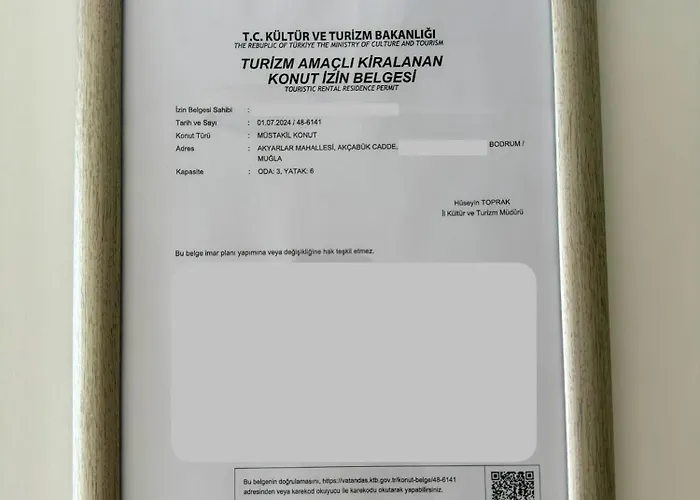 T.C. KÜLTÜR VE TURİZM BAKANLIĞI
THE REBUPLIC OF TÜRKİYE THE MINISTRY OF CULTURE AND TOURISM
TURİZM AMAÇLI KİRALANAN
KONUT İZİN BELGESİ
TOURISTIC RENTAL RESIDENCE PERMIT
İzin Belgesi Sahibi :
Tarih ve Sayı : 01.07.2024 / 48-6141
Konut Türü : MÜSTAKİL KONUT
Adres : AKYARLAR MAHALLESİ, AKÇABÜK CADDE, BODRUM /
MUĞLA
Kapasite : ODA: 3, YATAK: 6
Hüseyin TOPRAK
İl Kültür ve Turizm Müdürü
Bu belge imar planı yapımına veya değişikliğine hak teşkil etmez.
Bu belgenin doğrulamasını, https://vatandas.ktb.gov.tr/konut-belge/48-6141
adresinden veya karekod okuyucu ile karekodu okutarak yapabilirsiniz.